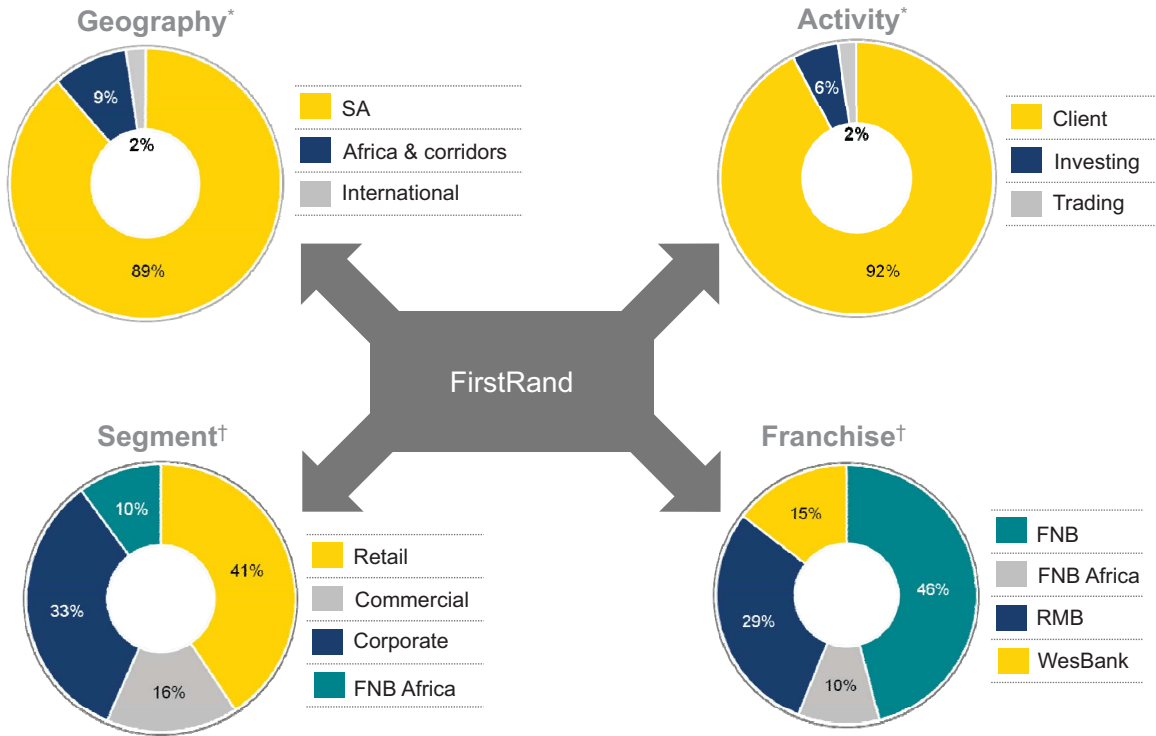 Geography*
9%
2%
89%
SA
Africa & corridors
International
Activity*
6%
2%
92%
Client
Investing
Trading
FirstRand
Segment†
10%
41%
33%
16%
Retail
Commercial
Corporate
FNB Africa
Franchise†
15%
46%
29%
10%
FNB
FNB Africa
RMB
WesBank